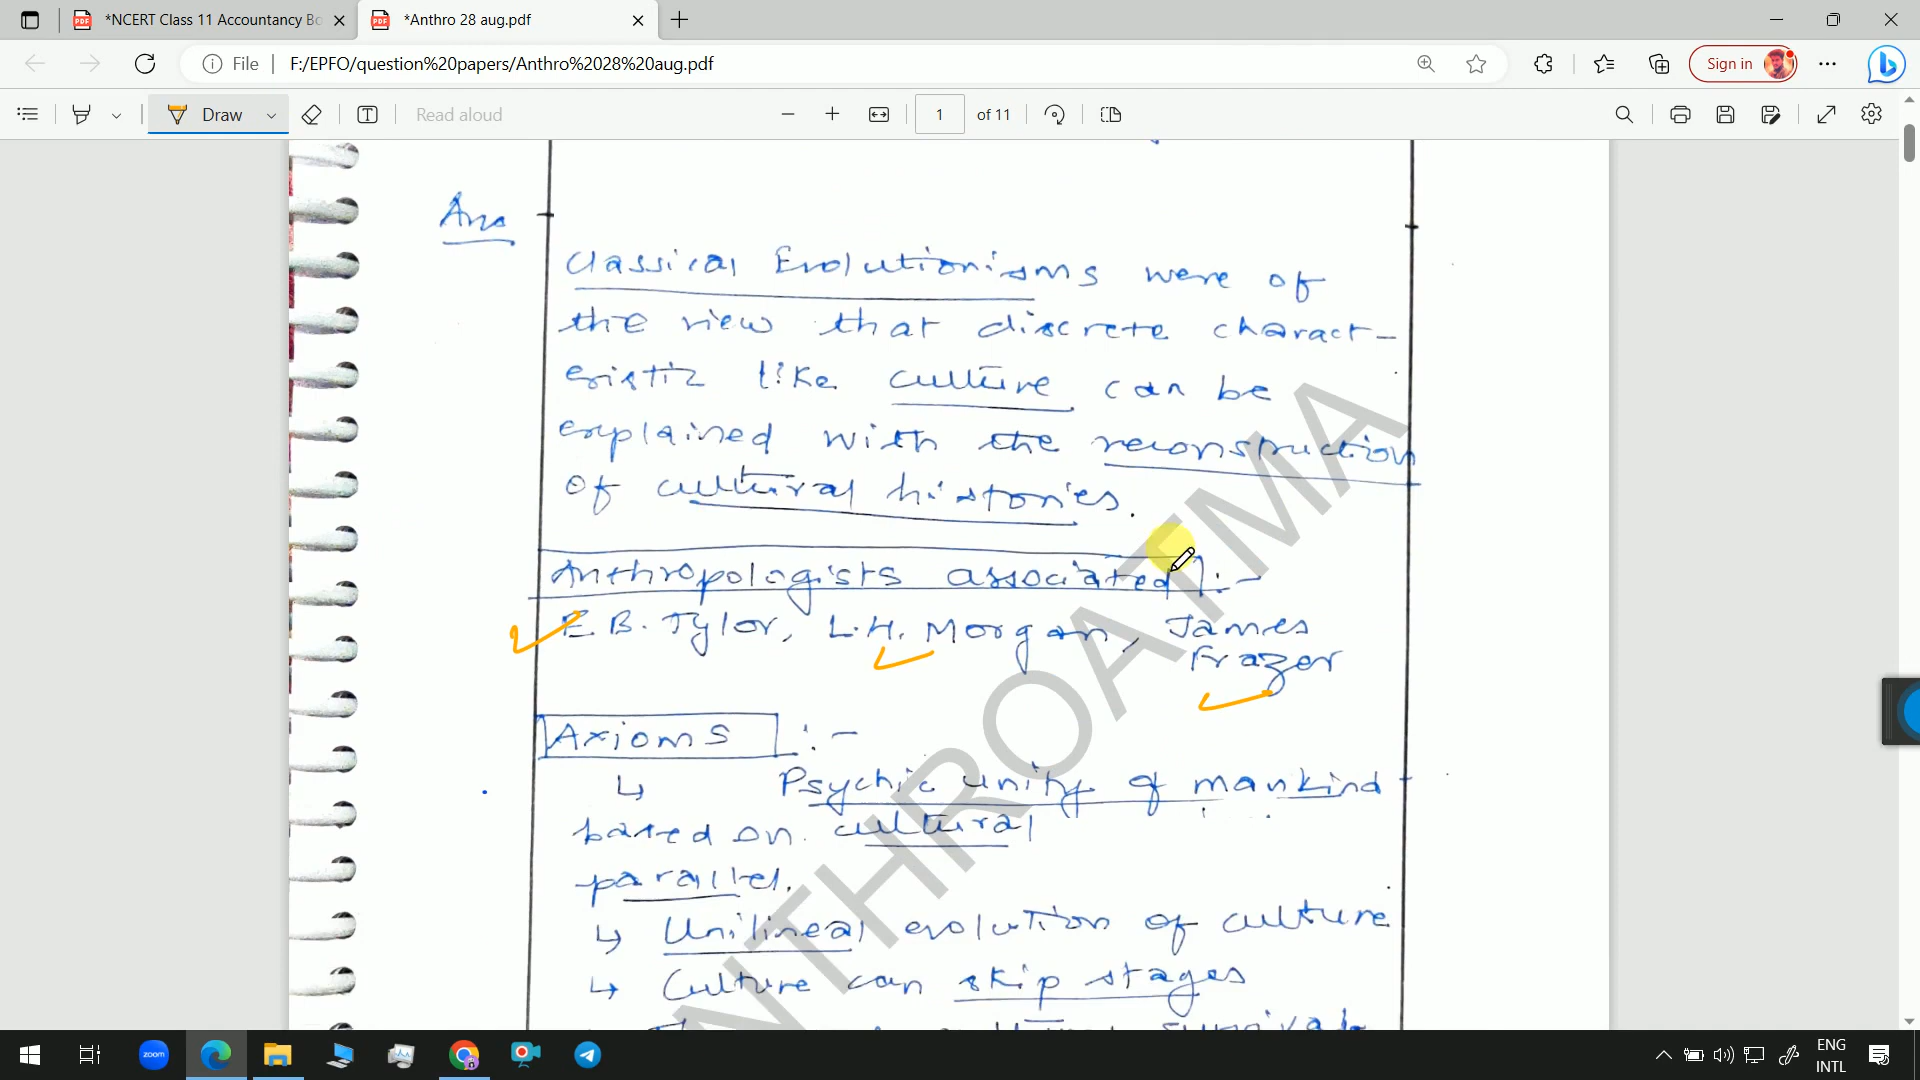 *NCERT Class 11 Accountancy Bo
*Anthro 28 aug.pdf
File
F:/EPFO/question%20papers/Anthro%2028%20aug.pdf
Sign in
Draw
Read aloud
1 of 11
Ans
Classical Evolutionisms were of
the view that discrete charact-
eristic like culture can be
explained with the reconstruction
of cultural histories.
Anthropologists associated :-
E.B. Tylor, L.H. Morgan, James
Frazer
Axioms :-
↳ Psychic unity of mankind
based on cultural
parallel.
↳ Unilineal evolution of culture
↳ Culture can skip stages
ANTHROATMA
zoom
ENG
INTL